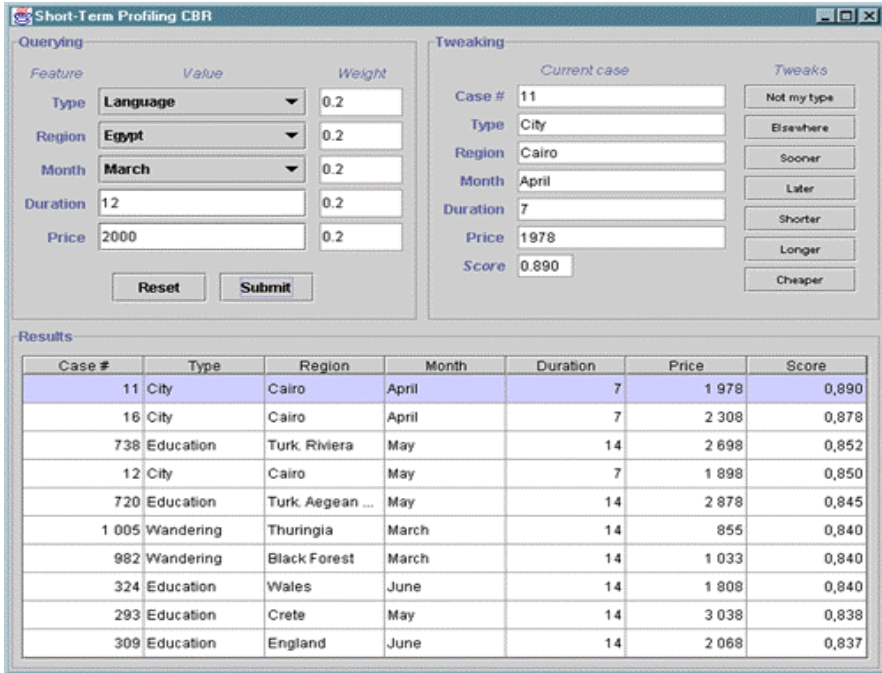 Short-Term Profiling CBR
Querying
Feature Value Weight
Type Language 0.2
Region Egypt 0.2
Month March 0.2
Duration 12 0.2
Price 2000 0.2
Reset Submit
Tweaking
Current case Tweaks
Case # 11 Not my type
Type City Elsewhere
Region Cairo Sooner
Month April Later
Duration 7 Shorter
Price 1978 Longer
Score 0.890 Cheaper
Results
Case # Type Region Month Duration Price Score
11 City Cairo April 7 1 978 0,890
16 City Cairo April 7 2 308 0,878
738 Education Turk. Riviera May 14 2 698 0,852
12 City Cairo May 7 1 898 0,850
720 Education Turk. Aegean ... May 14 2 878 0,845
1 005 Wandering Thuringia March 14 855 0,840
982 Wandering Black Forest March 14 1 033 0,840
324 Education Wales June 14 1 808 0,840
293 Education Crete May 14 3 038 0,838
309 Education England June 14 2 068 0,837